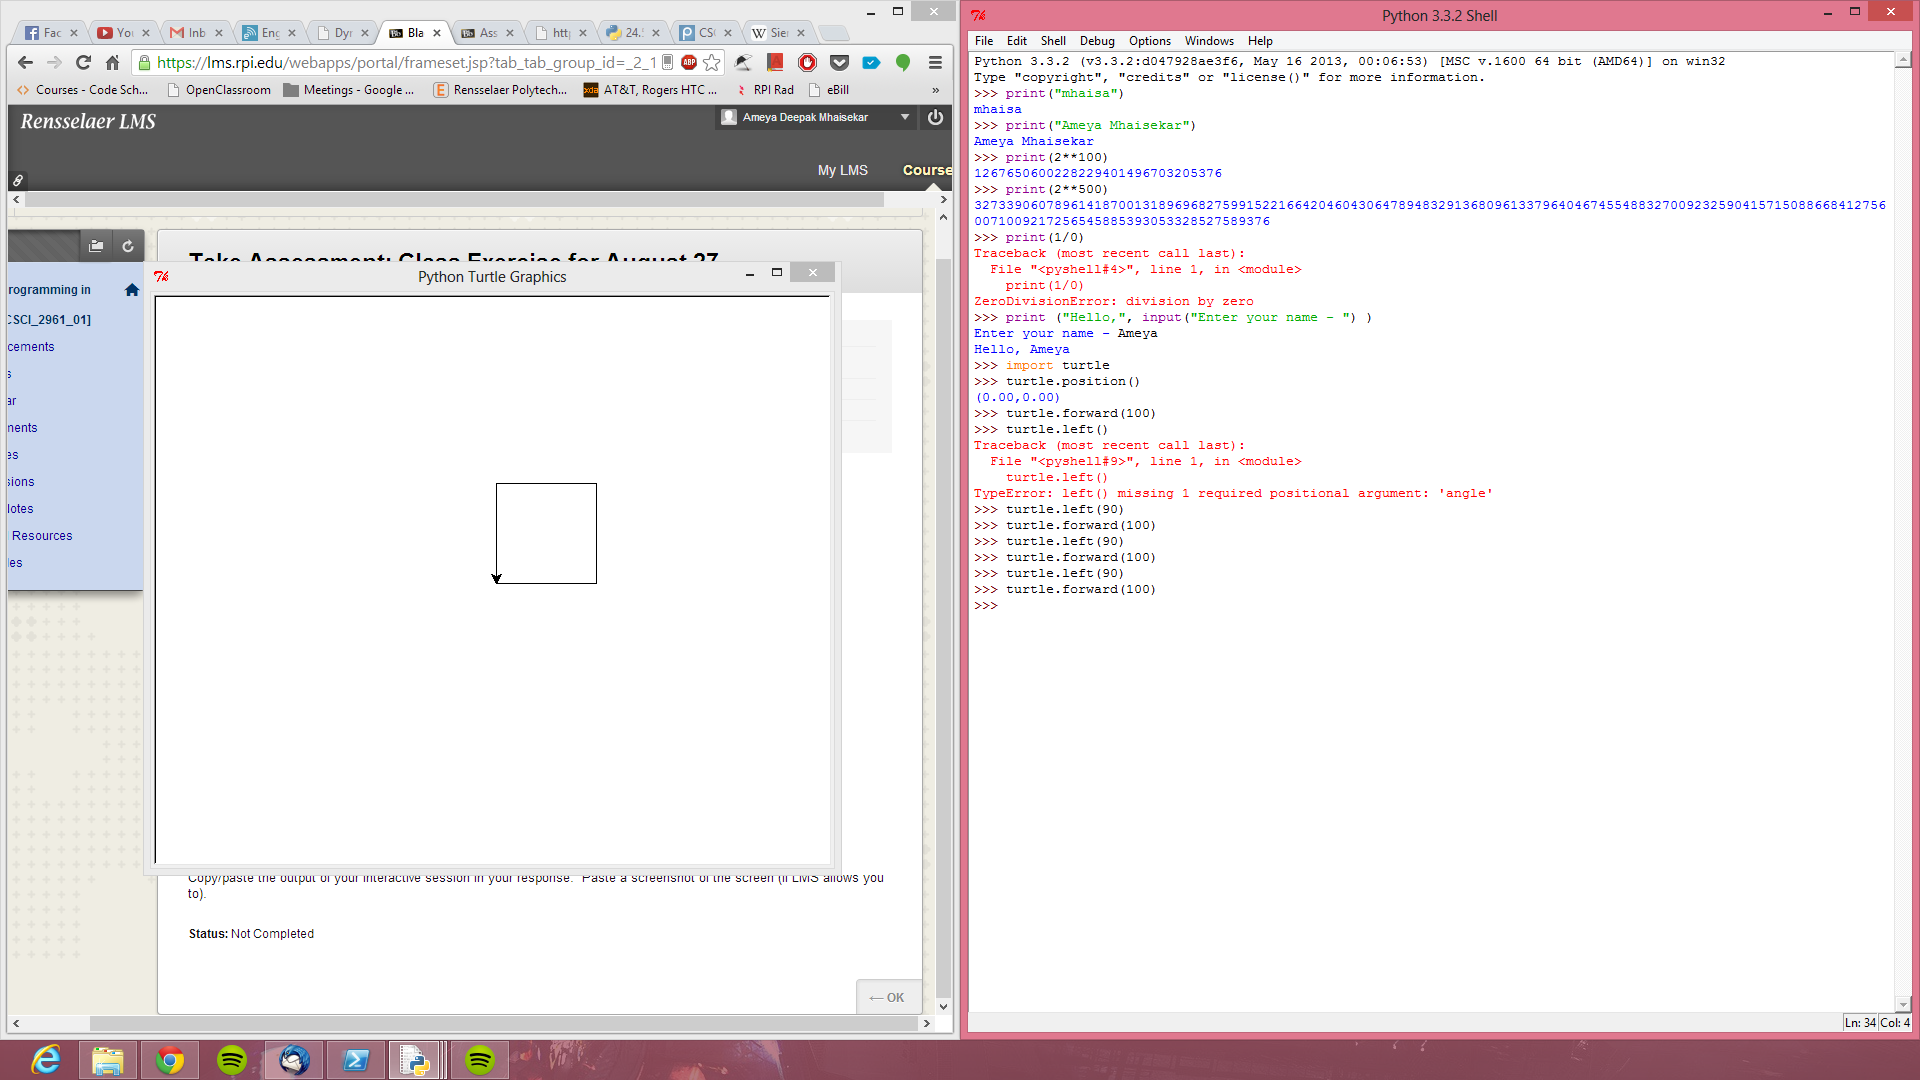 Fac
You
Inb
Eng
Dyn
Bla
Ass
http
24.
CS
Sie
https://lms.rpi.edu/webapps/portal/frameset.jsp?tab_tab_group_id=_2_1
Courses - Code Sch...
OpenClassroom
Meetings - Google ...
Rensselaer Polytech...
AT&T, Rogers HTC ...
RPI Rad
eBill
»
Rensselaer LMS
Ameya Deepak Mhaisekar
My LMS
Course
rogramming in
CSCI_2961_01]
cements
s
ar
nents
es
sions
Notes
Resources
les
Take Assessment: Class Exercise for August 27
Python Turtle Graphics
Copy/paste the output of your interactive session in your response. Paste a screenshot of the screen (if LMS allows you
to).
Status: Not Completed
OK
Python 3.3.2 Shell
File Edit Shell Debug Options Windows Help
Python 3.3.2 (v3.3.2:d047928ae3f6, May 16 2013, 00:06:53) [MSC v.1600 64 bit (AMD64)] on win32
Type "copyright", "credits" or "license()" for more information.
>>> print("mhaisa")
mhaisa
>>> print("Ameya Mhaisekar")
Ameya Mhaisekar
>>> print(2**100)
1267650600228229401496703205376
>>> print(2**500)
327339060789614187001318969682759915221664204604306478948329136809613379640467455488327009232590415715088668412756
0071009217256545885393053328527589376
>>> print(1/0)
Traceback (most recent call last):
  File "<pyshell#4>", line 1, in <module>
    print(1/0)
ZeroDivisionError: division by zero
>>> print ("Hello,", input("Enter your name - ") )
Enter your name - Ameya
Hello, Ameya
>>> import turtle
>>> turtle.position()
(0.00,0.00)
>>> turtle.forward(100)
>>> turtle.left()
Traceback (most recent call last):
  File "<pyshell#9>", line 1, in <module>
    turtle.left()
TypeError: left() missing 1 required positional argument: 'angle'
>>> turtle.left(90)
>>> turtle.forward(100)
>>> turtle.left(90)
>>> turtle.forward(100)
>>> turtle.left(90)
>>> turtle.forward(100)
>>>
Ln: 34 Col: 4